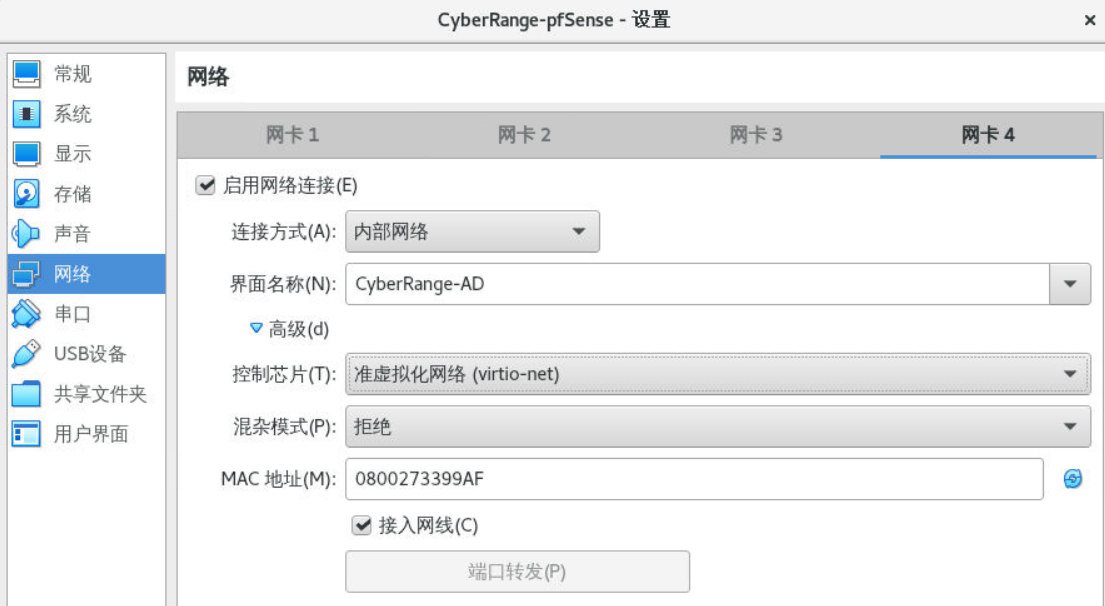 CyberRange-pfSense - 设置
×
常规
系统
显示
存储
声音
网络
串口
USB设备
共享文件夹
用户界面
网络
网卡 1
网卡 2
网卡 3
网卡 4
启用网络连接(E)
连接方式(A): 内部网络
界面名称(N): CyberRange-AD
高级(d)
控制芯片(T): 准虚拟化网络 (virtio-net)
混杂模式(P): 拒绝
MAC 地址(M): 0800273399AF
接入网线(C)
端口转发(P)